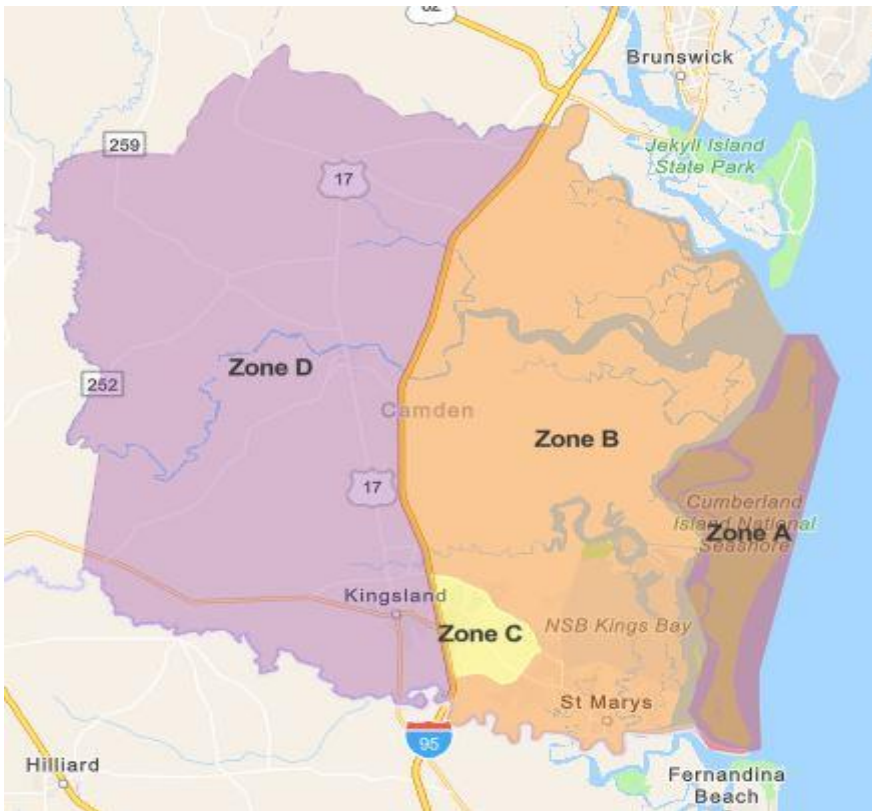 82
Brunswick
259
Jekyll Island
State Park
17
Zone D
252
Camden
Zone B
17
Cumberland
Island National
Seashore
Zone A
Kingsland
Zone C
NSB Kings Bay
St Marys
95
Hilliard
Fernandina
Beach